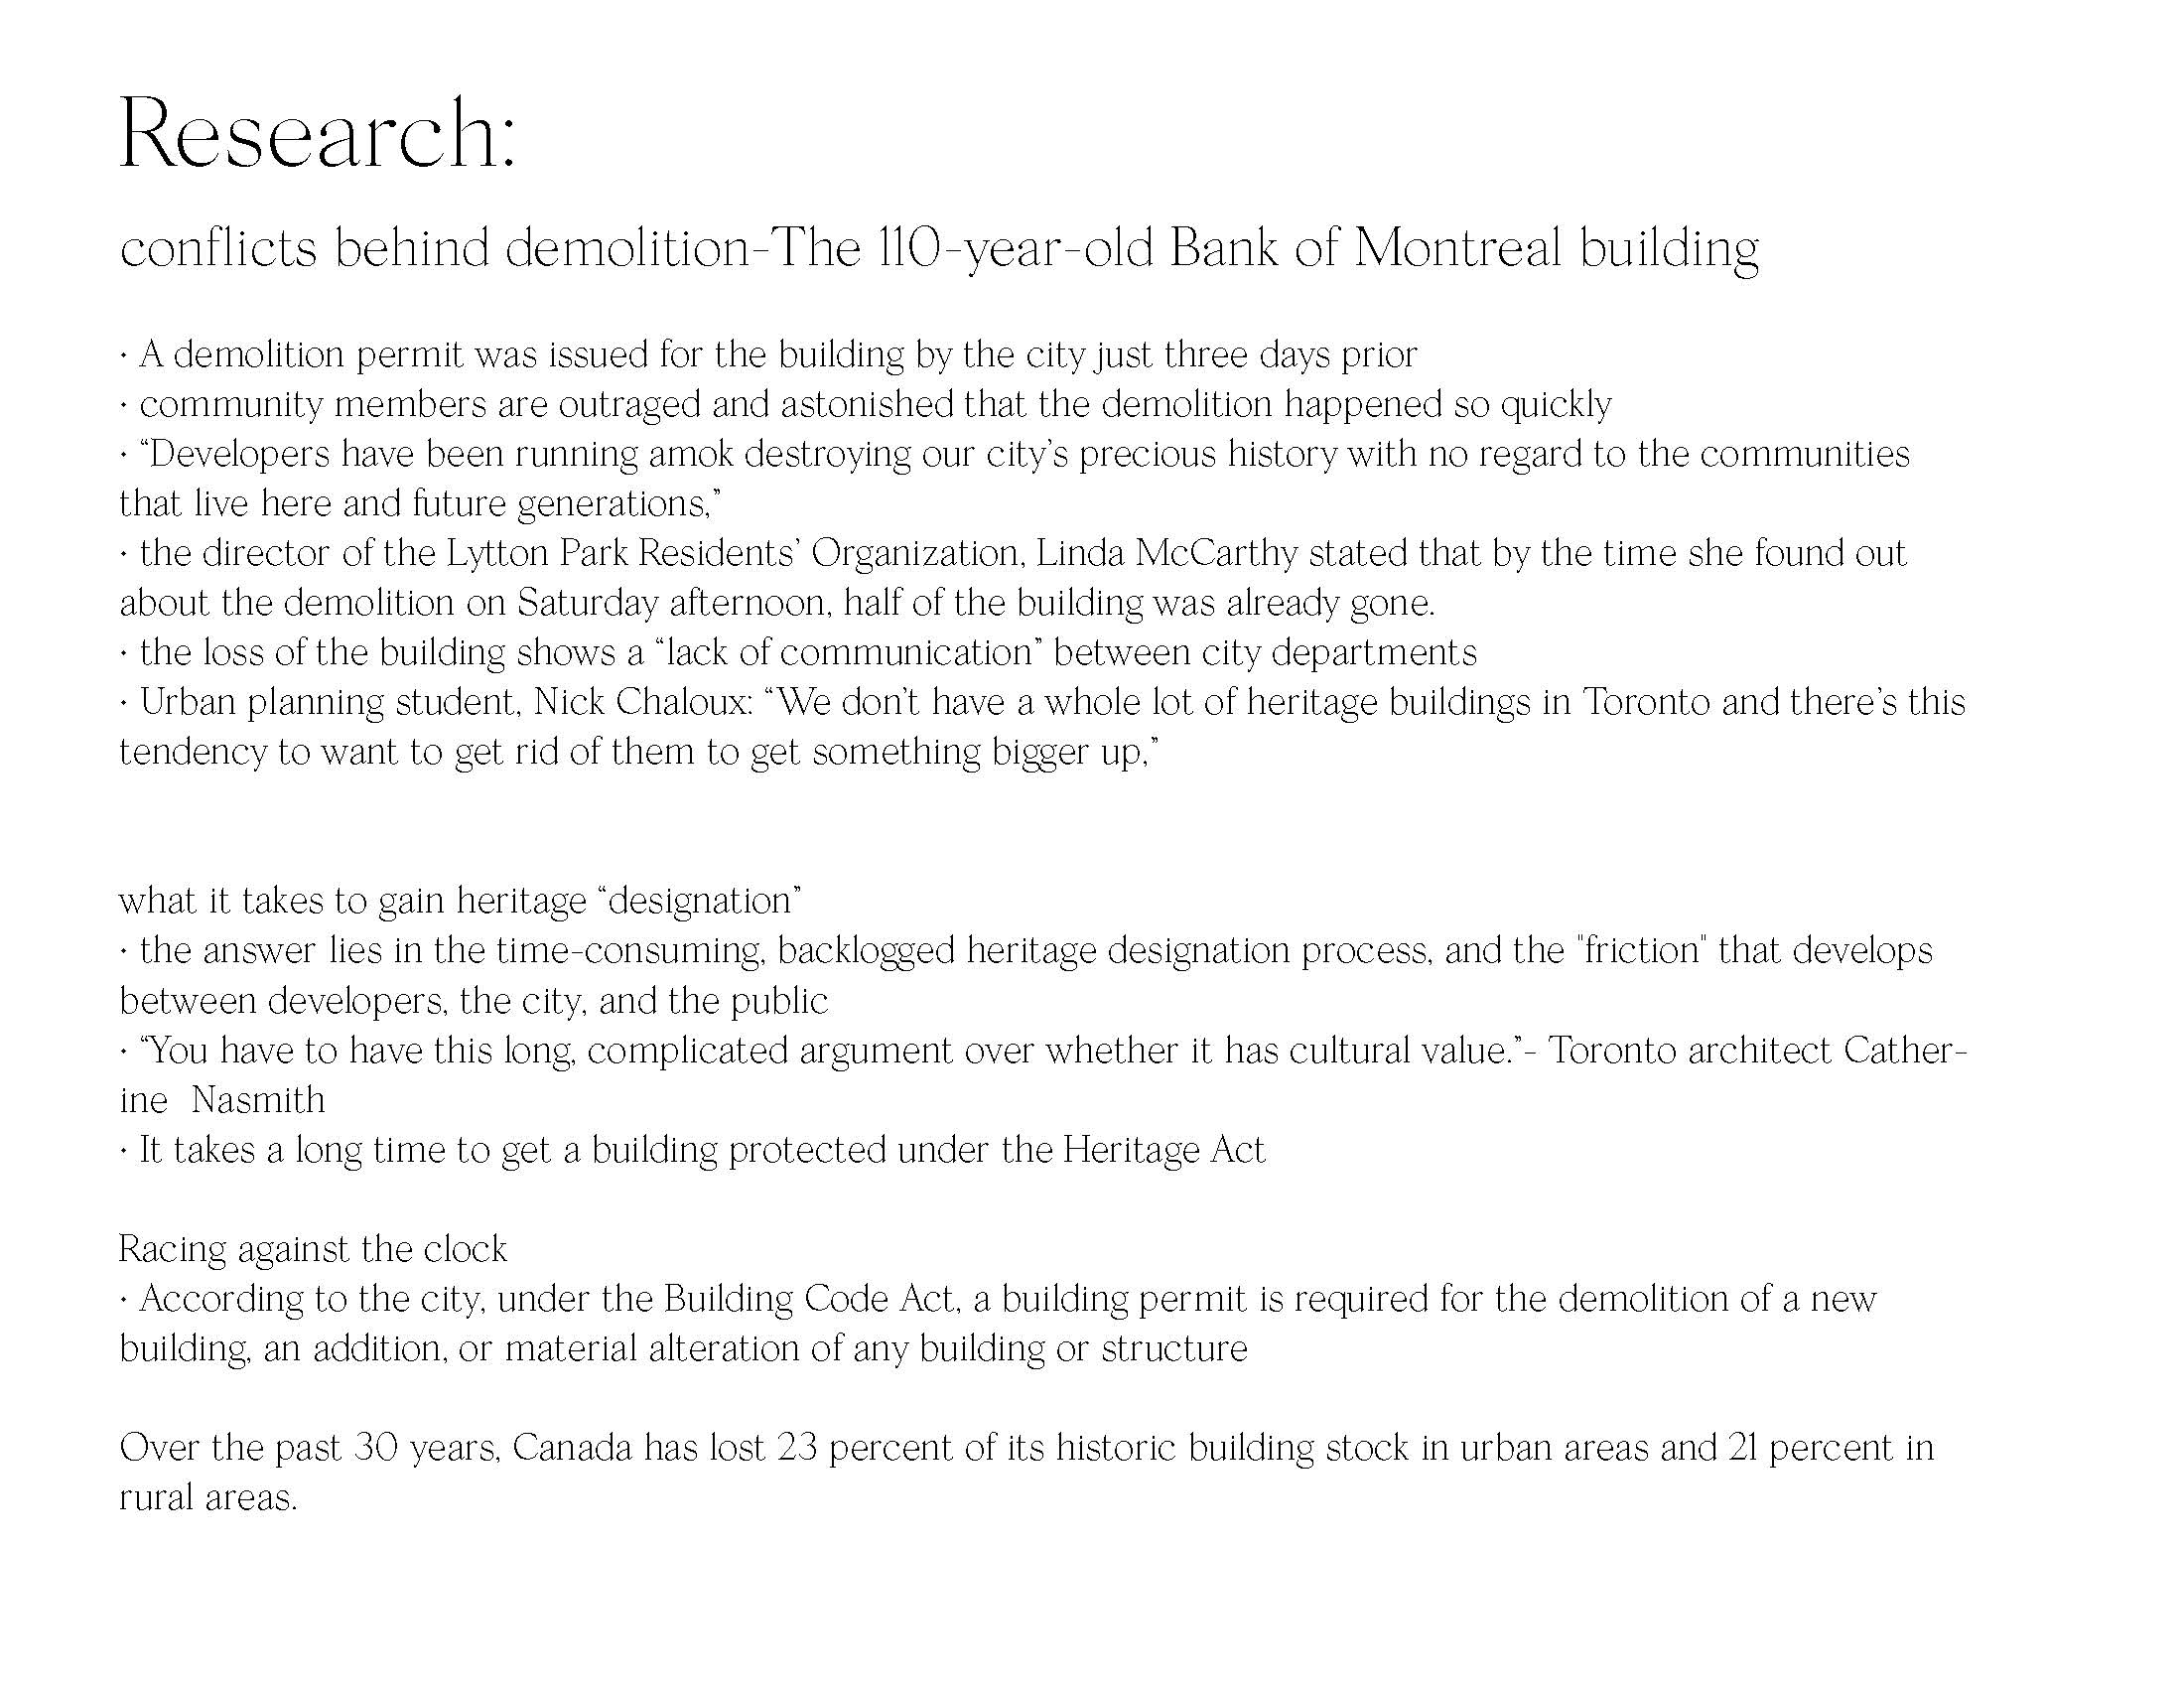 Research:
conflicts behind demolition-The 110-year-old Bank of Montreal building
· A demolition permit was issued for the building by the city just three days prior
· community members are outraged and astonished that the demolition happened so quickly
· “Developers have been running amok destroying our city’s precious history with no regard to the communities
that live here and future generations,”
· the director of the Lytton Park Residents’ Organization, Linda McCarthy stated that by the time she found out
about the demolition on Saturday afternoon, half of the building was already gone.
· the loss of the building shows a “lack of communication” between city departments
· Urban planning student, Nick Chaloux: “We don’t have a whole lot of heritage buildings in Toronto and there’s this
tendency to want to get rid of them to get something bigger up,”
what it takes to gain heritage “designation”
· the answer lies in the time-consuming, backlogged heritage designation process, and the "friction" that develops
between developers, the city, and the public
· “You have to have this long, complicated argument over whether it has cultural value.”- Toronto architect Cather-
ine  Nasmith
· It takes a long time to get a building protected under the Heritage Act
Racing against the clock
· According to the city, under the Building Code Act, a building permit is required for the demolition of a new
building, an addition, or material alteration of any building or structure
Over the past 30 years, Canada has lost 23 percent of its historic building stock in urban areas and 21 percent in
rural areas.